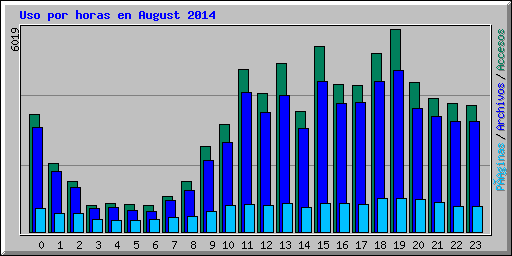 Uso por horas en August 2014
6019
Páginas / Archivos / Accesos
0 1 2 3 4 5 6 7 8 9 10 11 12 13 14 15 16 17 18 19 20 21 22 23